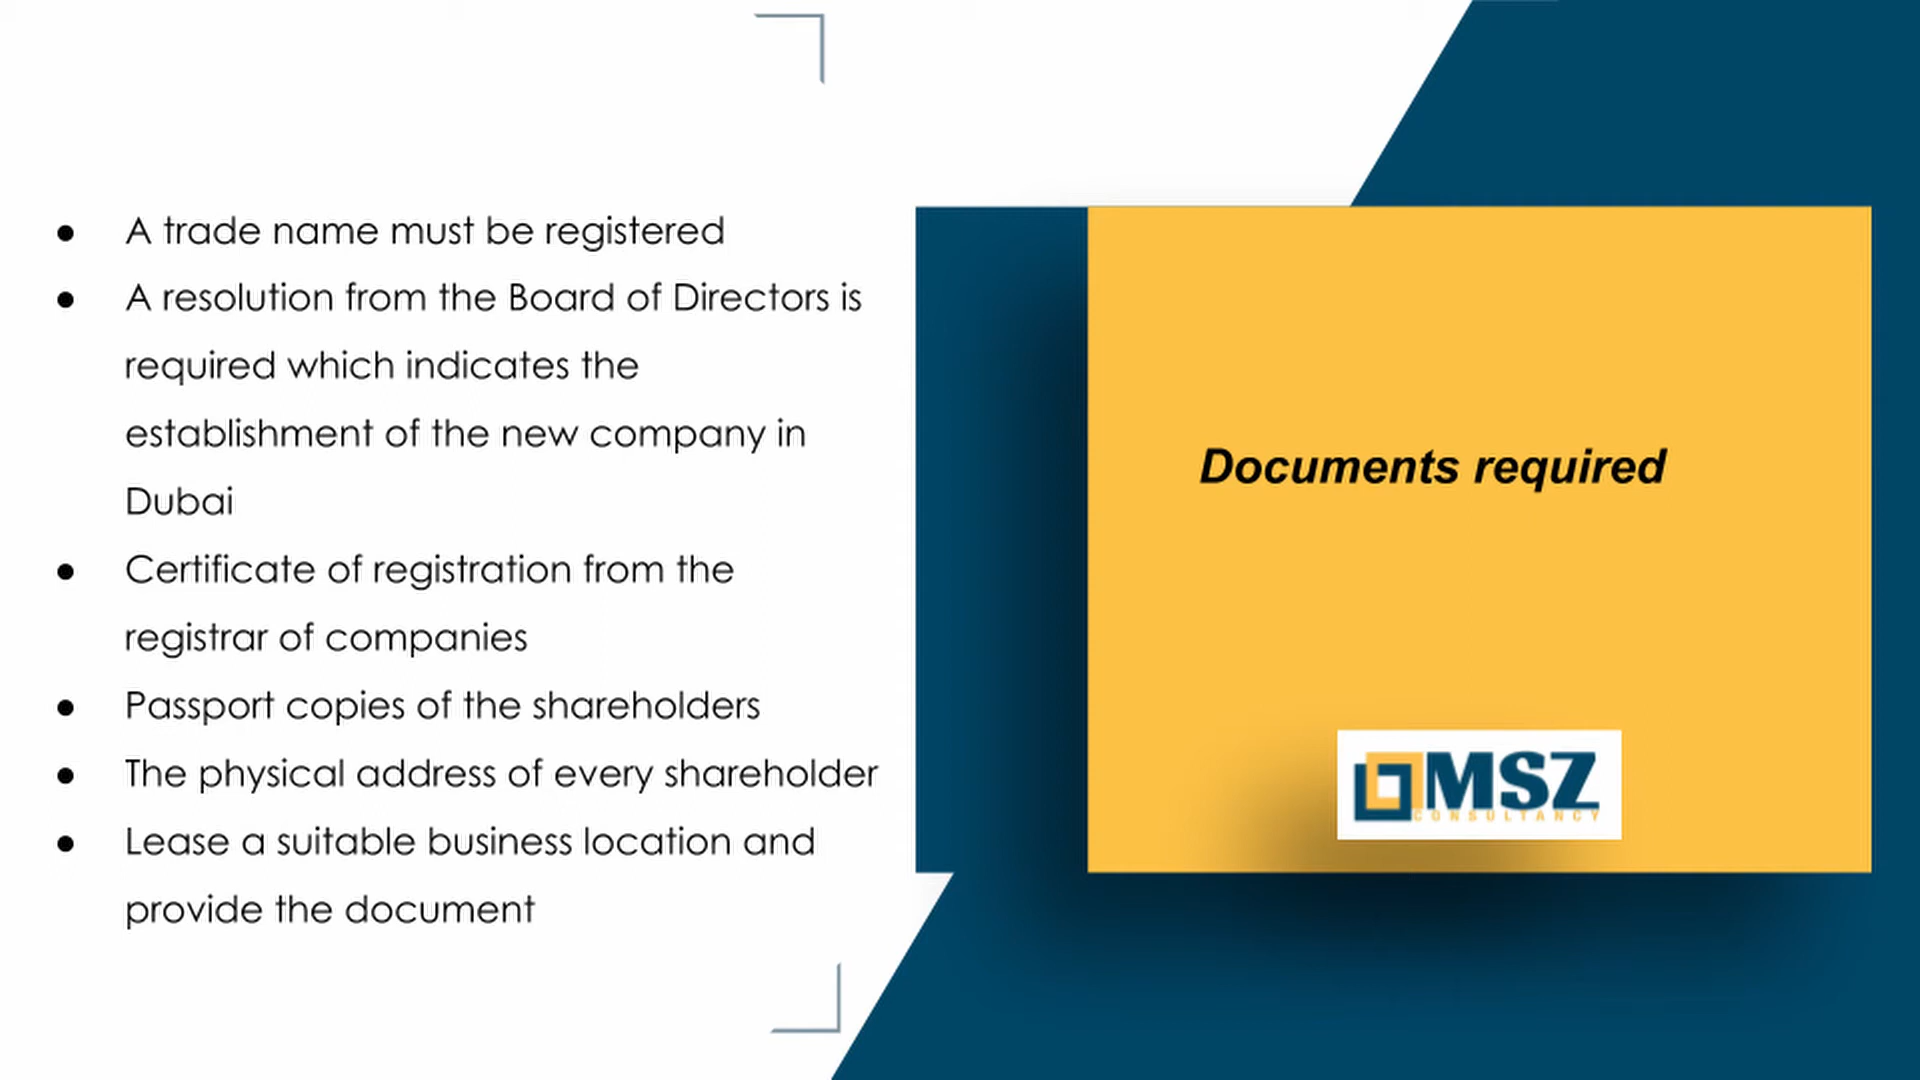 ● A trade name must be registered
● A resolution from the Board of Directors is
required which indicates the
establishment of the new company in
Dubai
● Certificate of registration from the
registrar of companies
● Passport copies of the shareholders
● The physical address of every shareholder
● Lease a suitable business location and
provide the document
Documents required
MSZ
CONSULTANCY